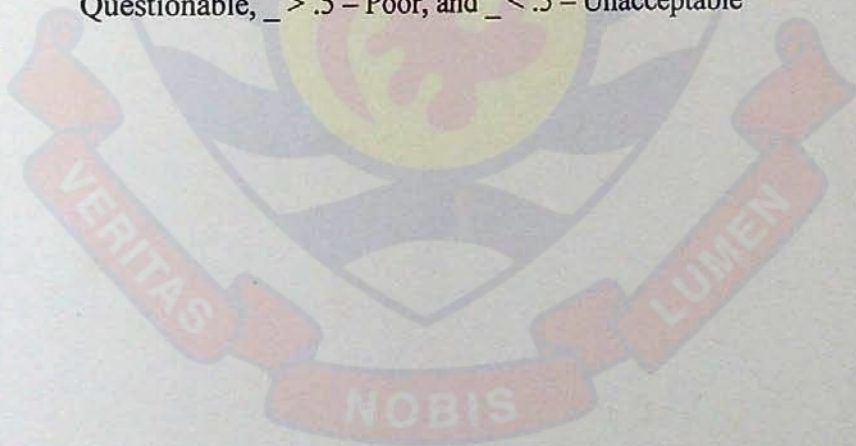 Questionable, _ > .5 – Poor, and _ < .5 – Unacceptable
VERITAS
NOBIS
LUMEN